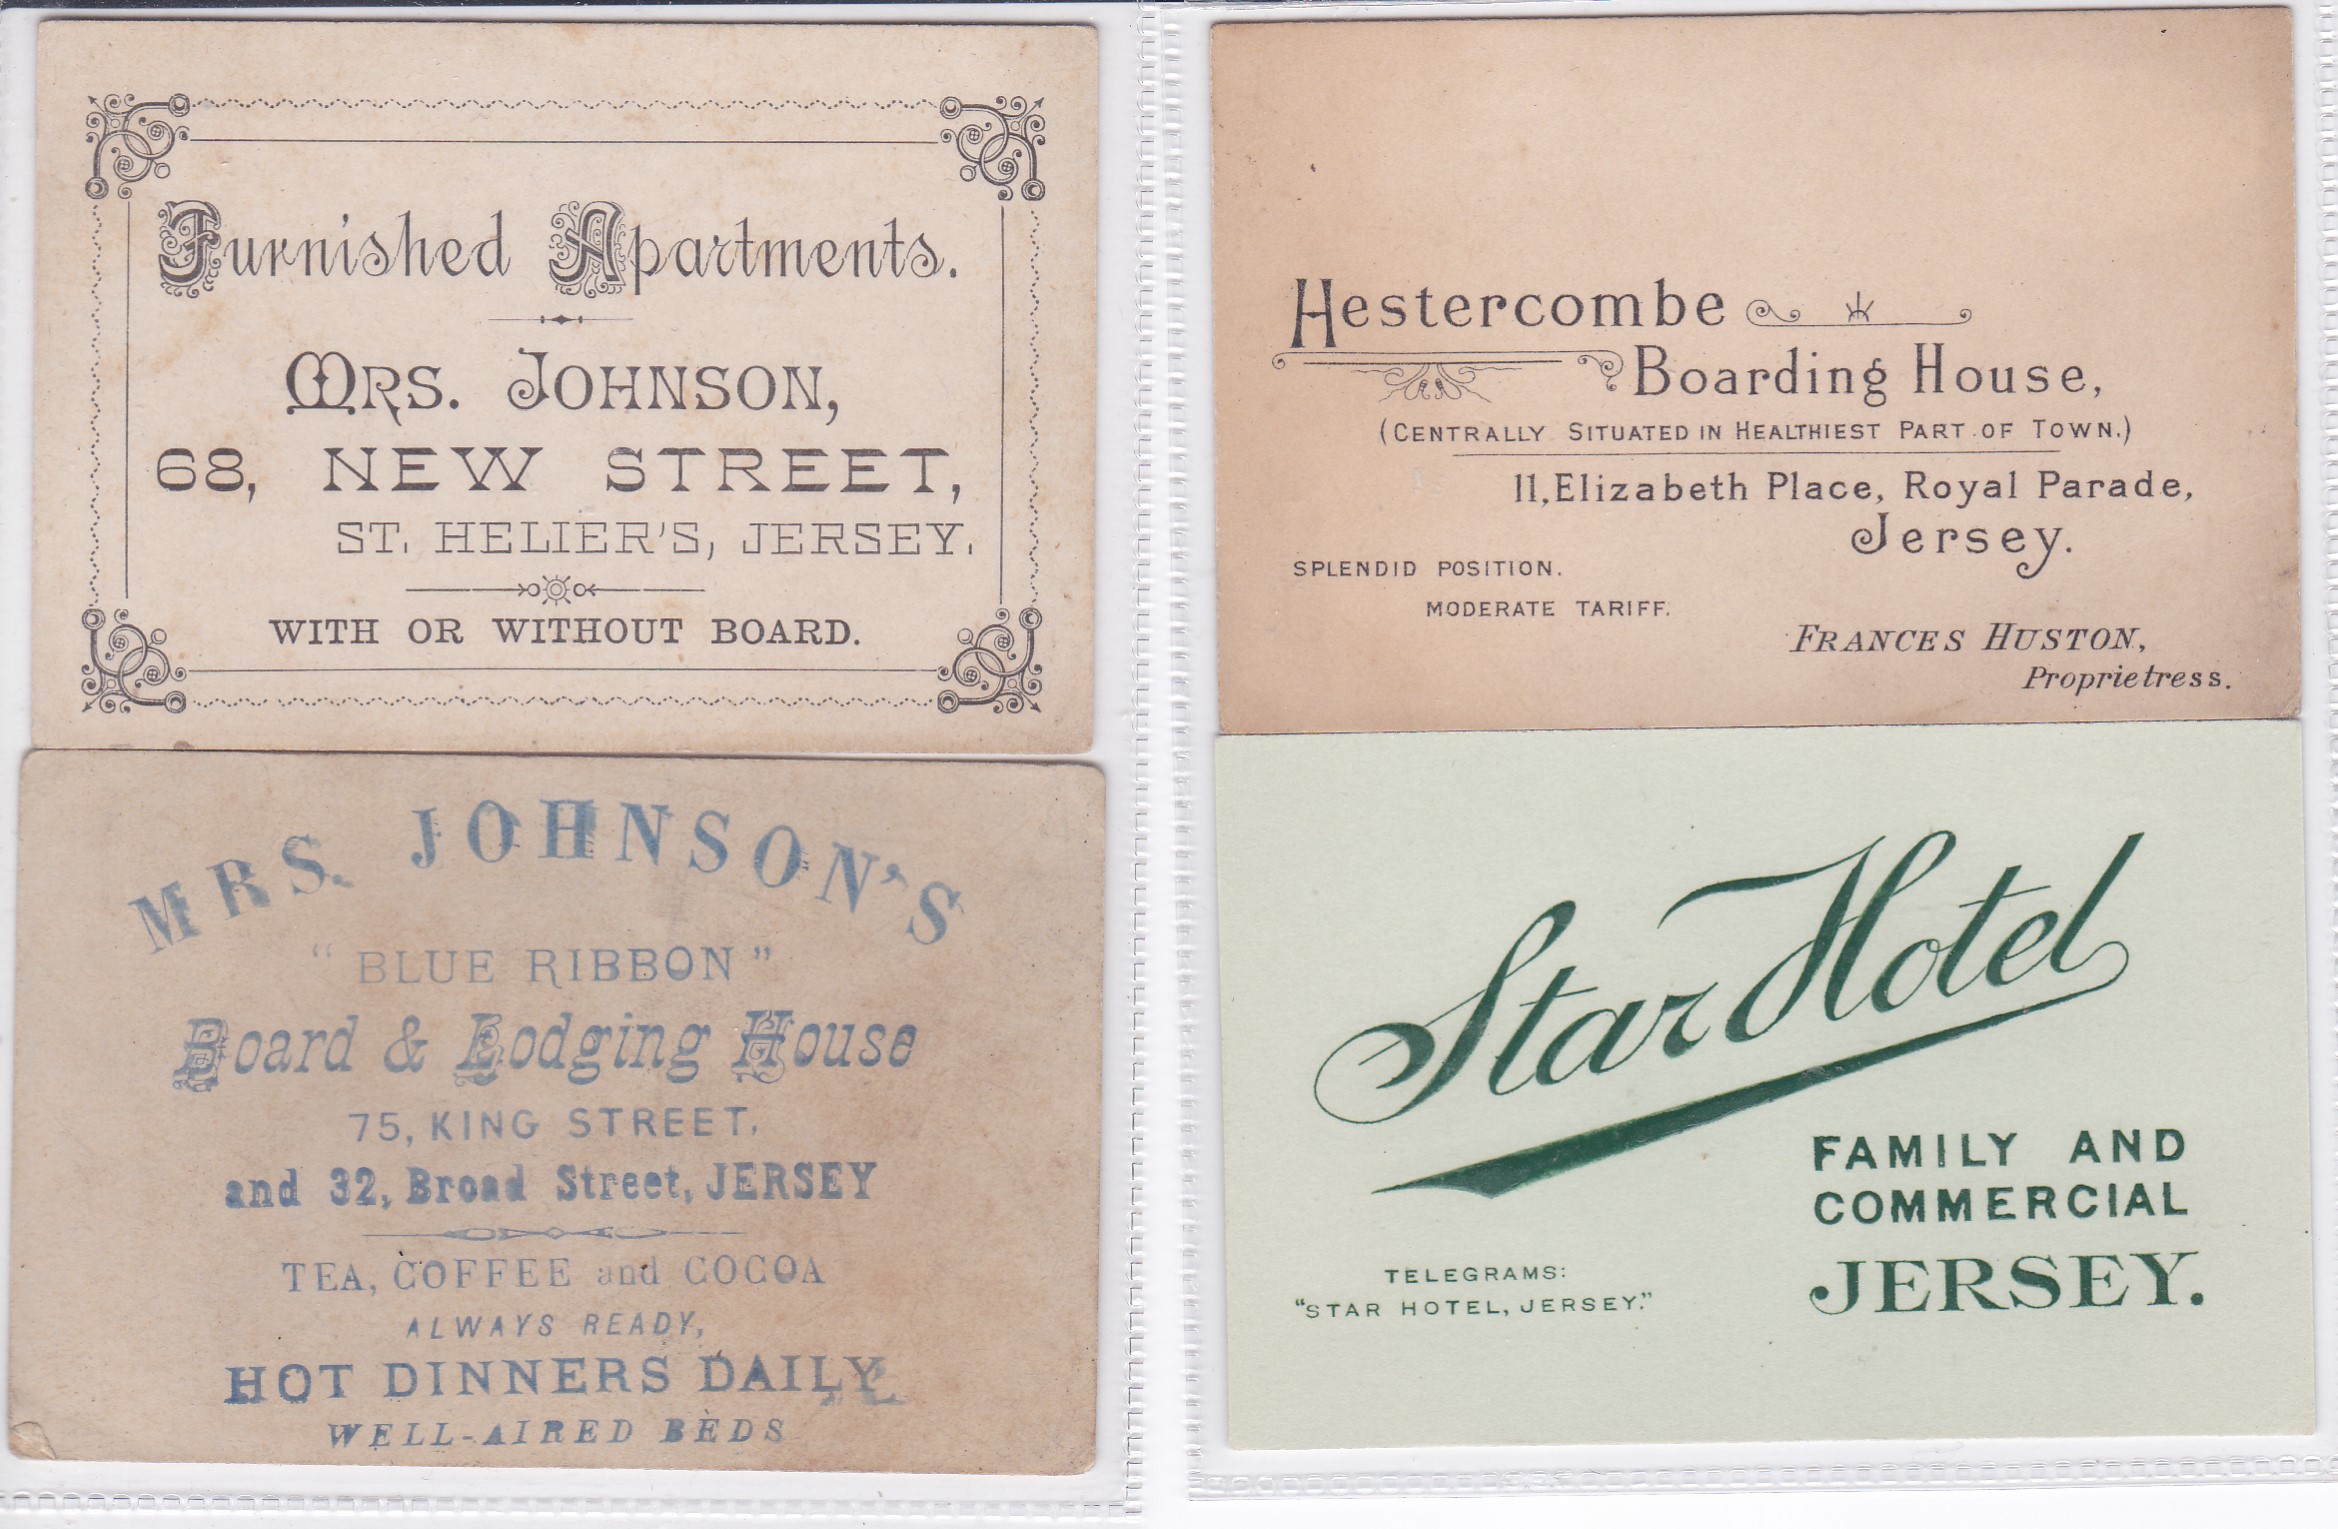 Furnished Apartments.
MRS. JOHNSON,
68, NEW STREET,
ST. HELIER'S, JERSEY.
WITH OR WITHOUT BOARD.
Hestercombe
Boarding House,
(CENTRALLY SITUATED IN HEALTHIEST PART OF TOWN.)
11, Elizabeth Place, Royal Parade,
Jersey.
SPLENDID POSITION.
MODERATE TARIFF.
FRANCES HUSTON,
Proprietress.
MRS. JOHNSON'S
"BLUE RIBBON"
Board & Lodging House
75, KING STREET,
and 32, Broad Street, JERSEY
TEA, COFFEE and COCOA
ALWAYS READY,
HOT DINNERS DAILY
WELL-AIRED BEDS
Star Hotel
FAMILY AND
COMMERCIAL
JERSEY.
TELEGRAMS:
"STAR HOTEL, JERSEY."